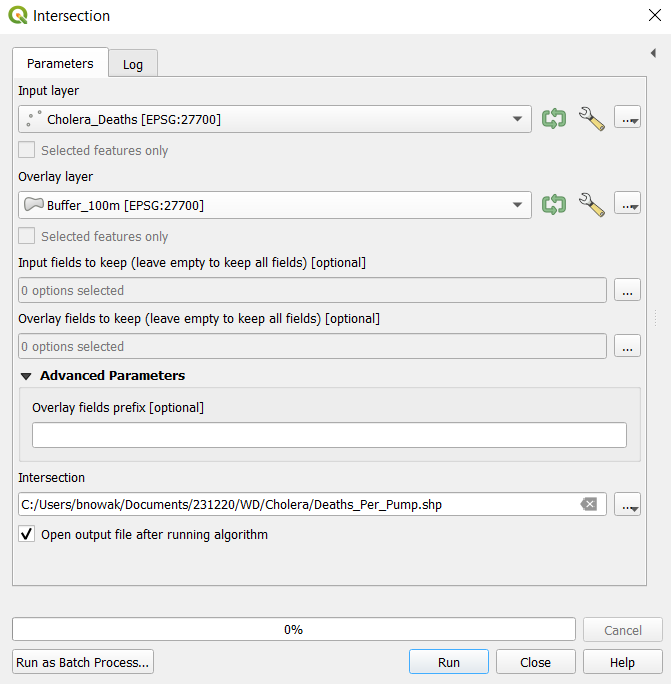 Intersection
Parameters
Log
Input layer
Cholera_Deaths [EPSG:27700]
...
Selected features only
Overlay layer
Buffer_100m [EPSG:27700]
...
Selected features only
Input fields to keep (leave empty to keep all fields) [optional]
0 options selected
...
Overlay fields to keep (leave empty to keep all fields) [optional]
0 options selected
...
Advanced Parameters
Overlay fields prefix [optional]
Intersection
C:/Users/bnowak/Documents/231220/WD/Cholera/Deaths_Per_Pump.shp
...
Open output file after running algorithm
0%
Cancel
Run as Batch Process...
Run
Close
Help